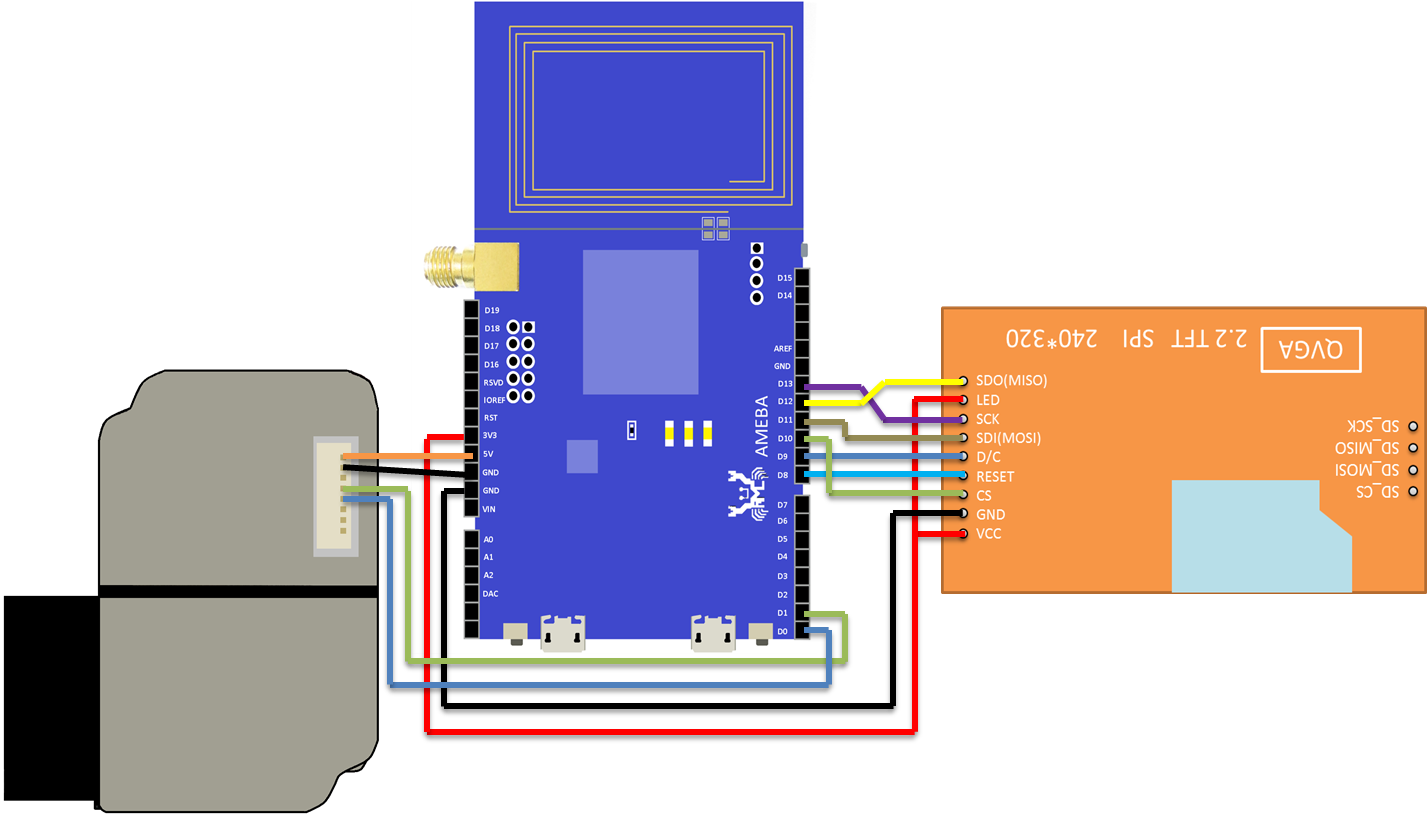 D19
D18
D17
D16
RSVD
IOREF
RST
3V3
5V
GND
GND
VIN
A0
A1
A2
DAC
D15
D14
AREF
GND
D13
D12
D11
D10
D9
D8
D7
D6
D5
D4
D3
D2
D1
D0
AMEBA
2.2 TFT SPI 240*320
QVGA
SDO(MISO)
LED
SCK
SDI(MOSI)
D/C
RESET
CS
GND
VCC
SD_SCK
SD_MISO
SD_MOSI
SD_CS